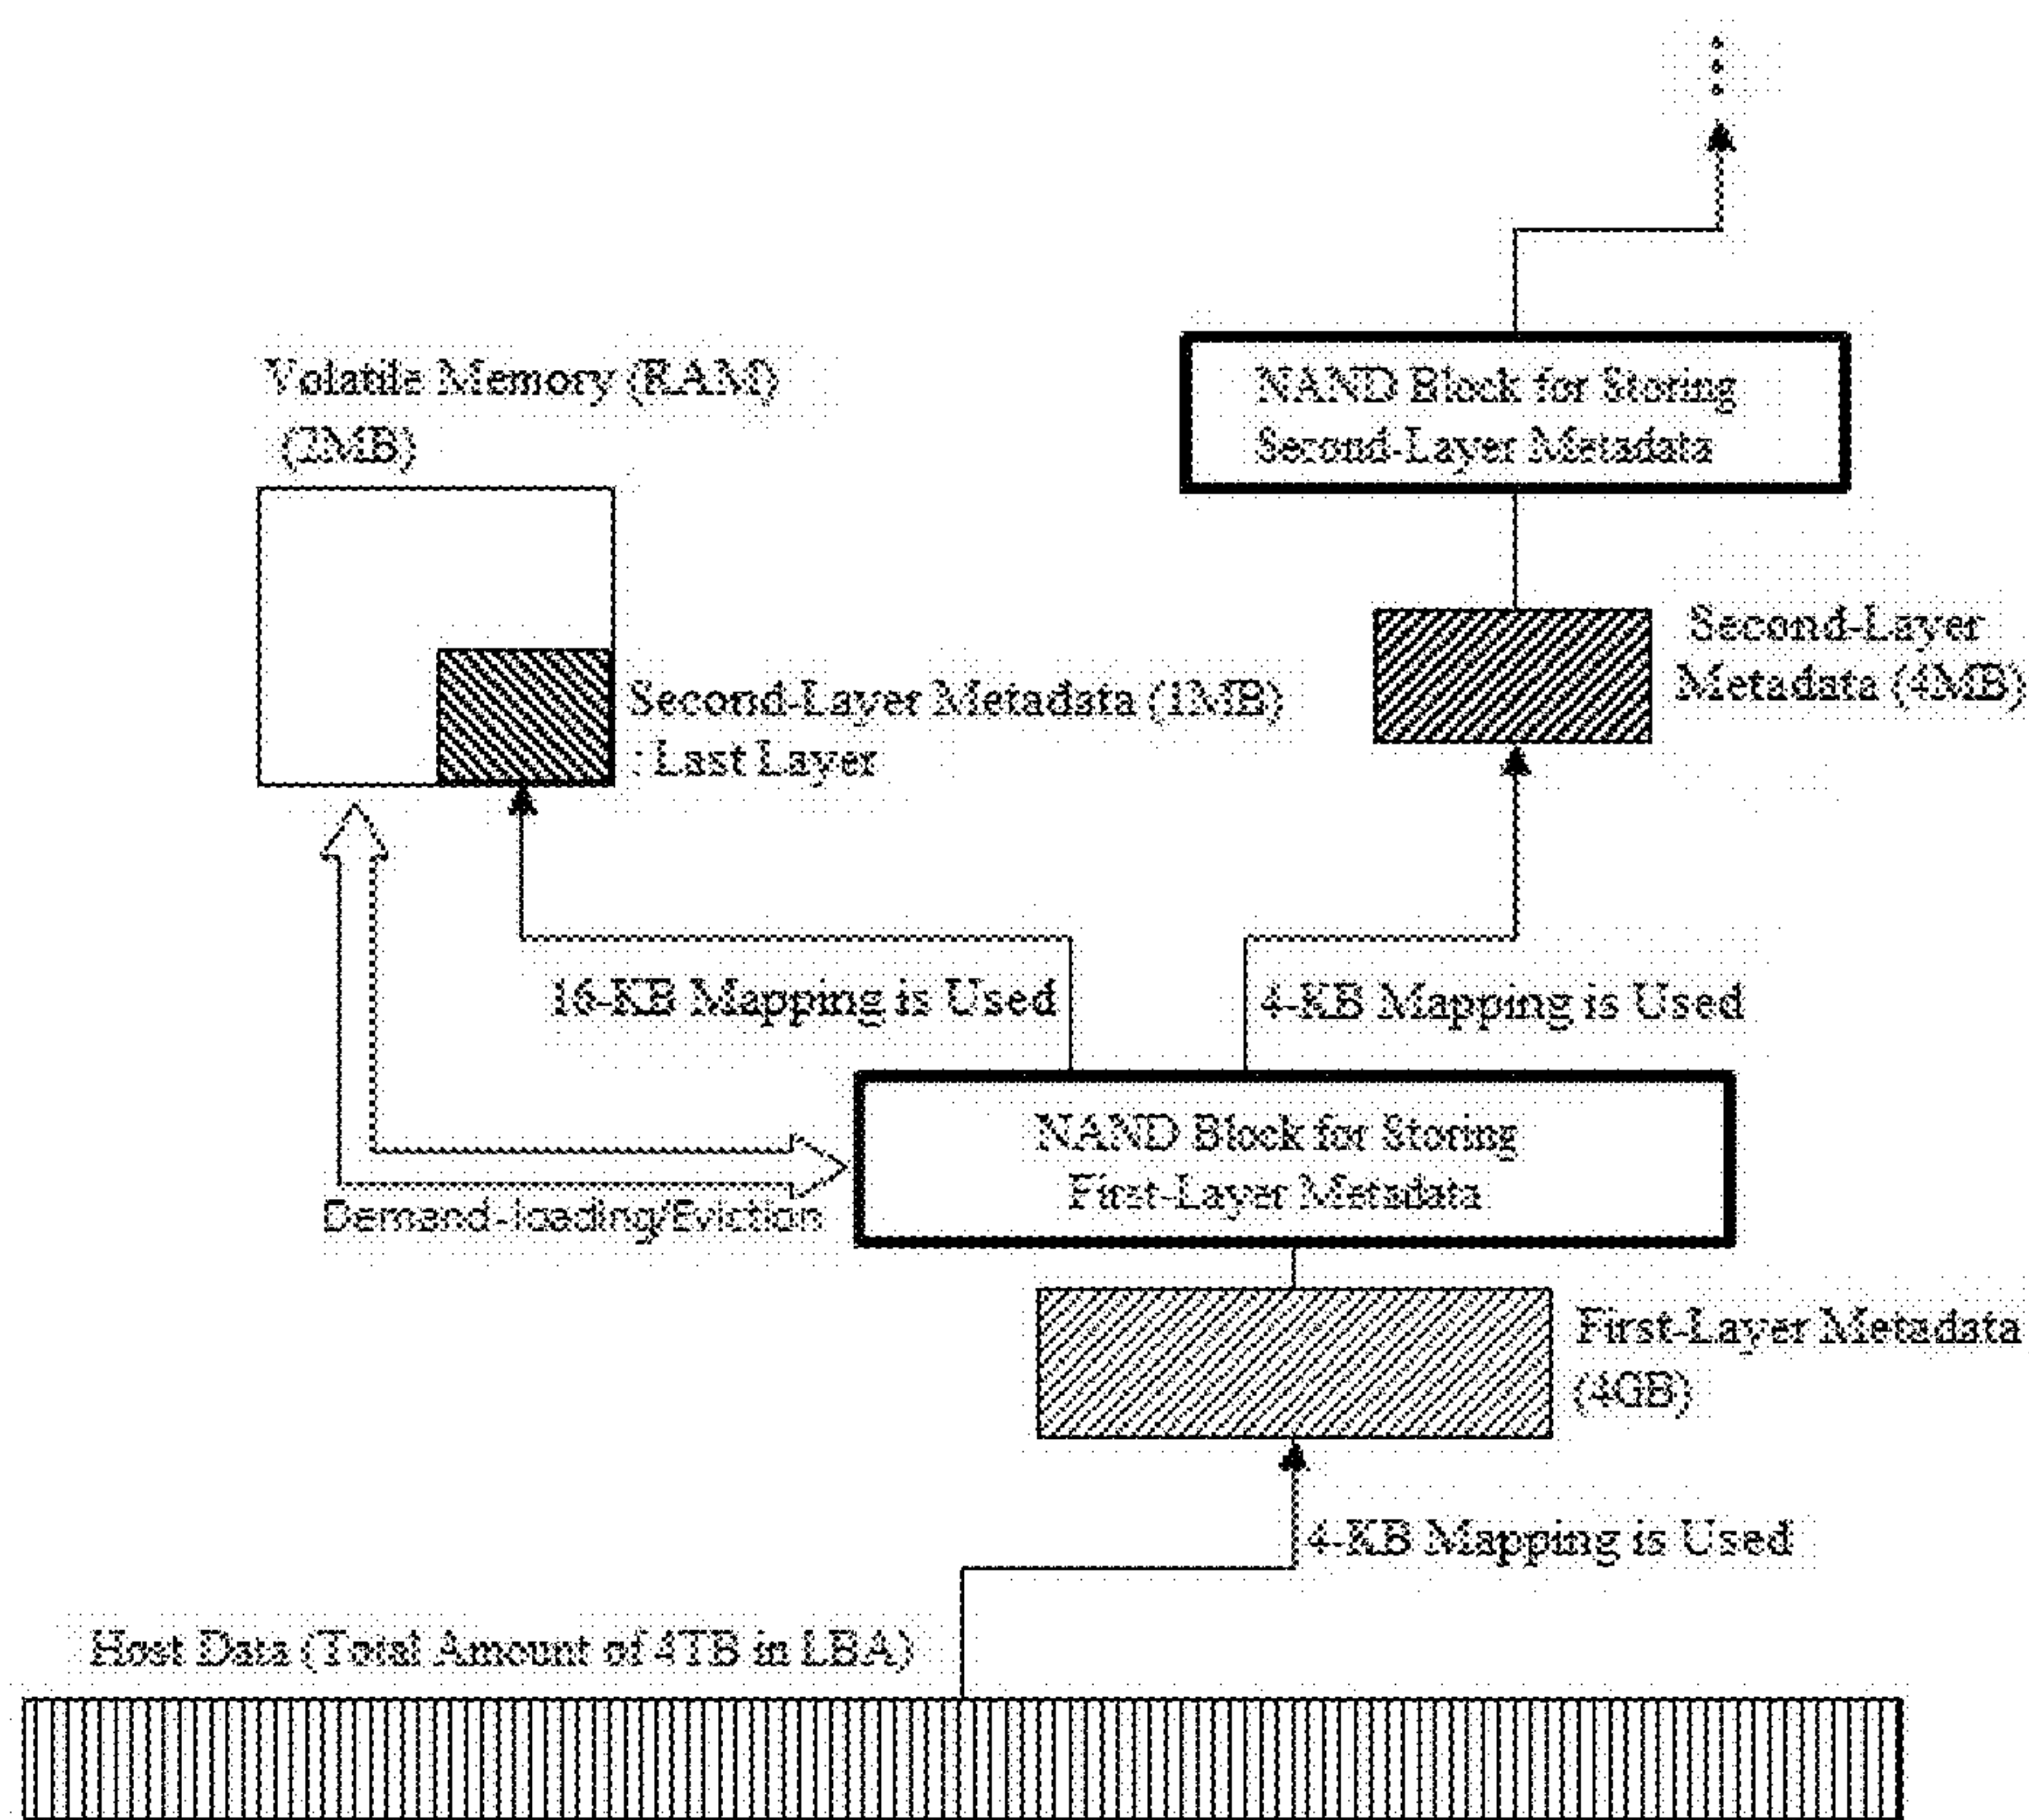 Volatile Memory (RAM)
(2MB)
NAND Block for Storing
Second-Layer Metadata
Second-Layer
Metadata (4MB)
Second-Layer Metadata (1MB)
: Last Layer
16-KB Mapping is Used
4-KB Mapping is Used
NAND Block for Storing
First-Layer Metadata
Demand-loading/Eviction
First-Layer Metadata
(4GB)
4-KB Mapping is Used
Host Data (Total Amount of 4TB in LBA)